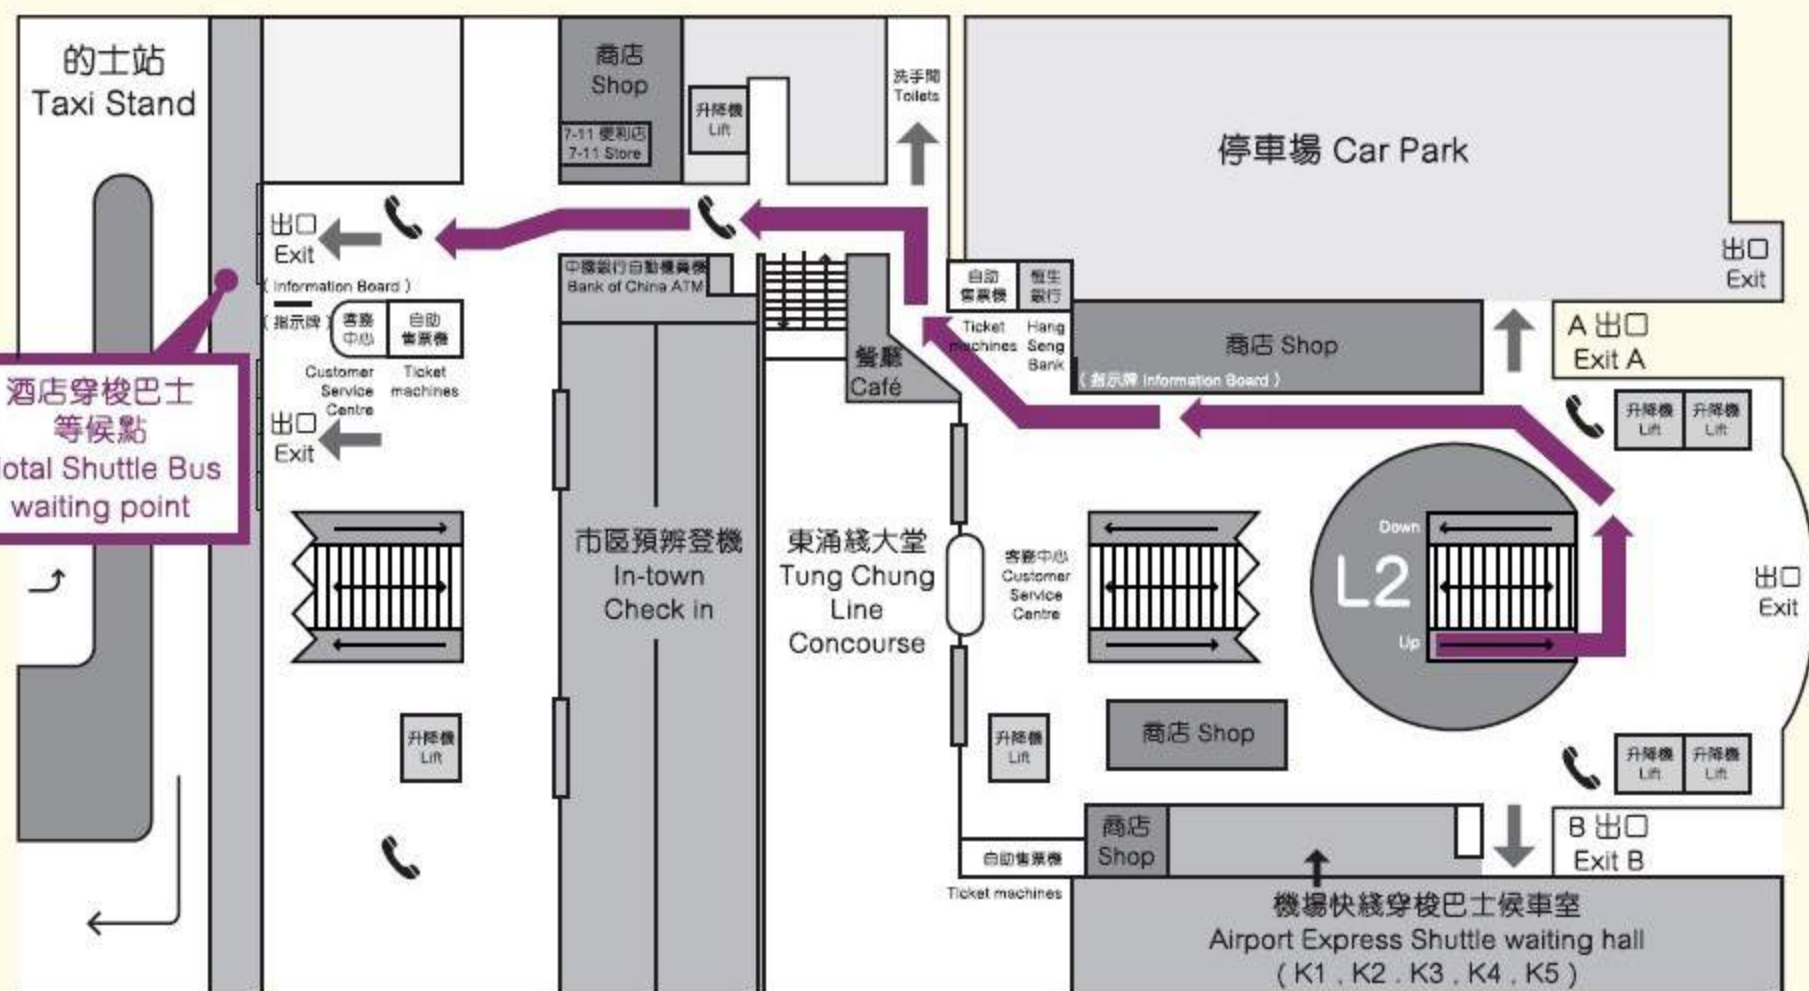 的士站
Taxi Stand
商店
Shop
7-11 便利店
7-11 Store
升降機
Lift
洗手間
Toilets
停車場 Car Park
出口
Exit
出口
Exit
( Information Board )
( 指示牌 )
客務
中心
自助
售票機
Customer
Service
Centre
Ticket
machines
出口
Exit
中國銀行自動櫃員機
Bank of China ATM
餐廳
Café
自助
售票機
恒生
銀行
Ticket
machines
Hang
Seng
Bank
商店 Shop
( 指示牌 Information Board )
A 出口
Exit A
升降機
Lift
升降機
Lift
酒店穿梭巴士
等候點
otal Shuttle Bus
waiting point
市區預辨登機
In-town
Check in
東涌綫大堂
Tung Chung
Line
Concourse
客務中心
Customer
Service
Centre
Down
L2
Up
出口
Exit
升降機
Lift
升降機
Lift
商店 Shop
升降機
Lift
升降機
Lift
B 出口
Exit B
商店
Shop
自助售票機
Ticket machines
機場快綫穿梭巴士候車室
Airport Express Shuttle waiting hall
( K1 . K2 . K3 . K4 . K5 )